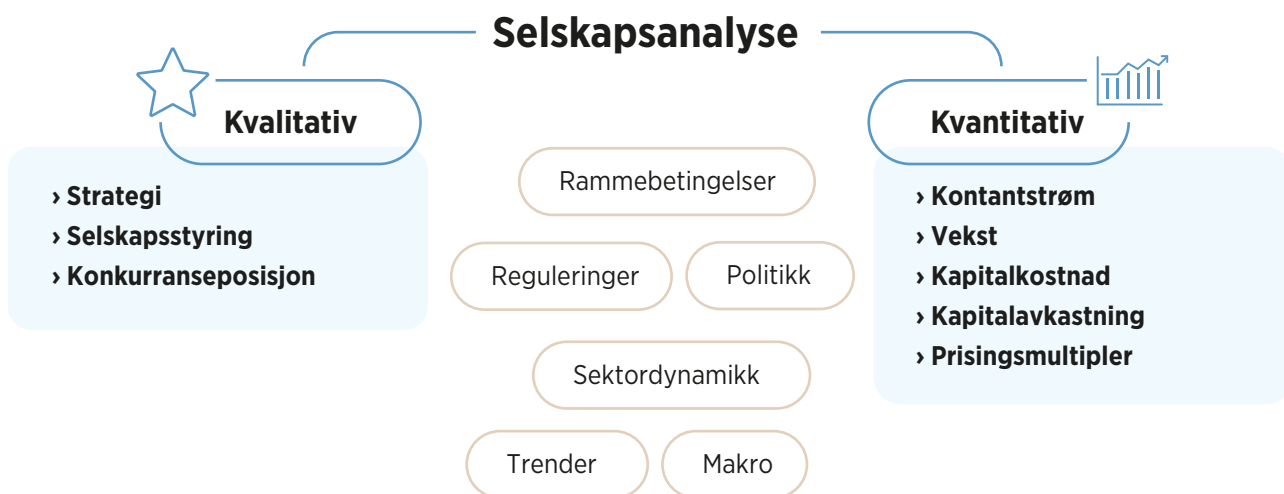 Selskapsanalyse
Kvalitativ
› Strategi
› Selskapsstyring
› Konkurranseposisjon
Rammebetingelser
Reguleringer
Politikk
Sektordynamikk
Trender
Makro
Kvantitativ
› Kontantstrøm
› Vekst
› Kapitalkostnad
› Kapitalavkastning
› Prisingsmultipler